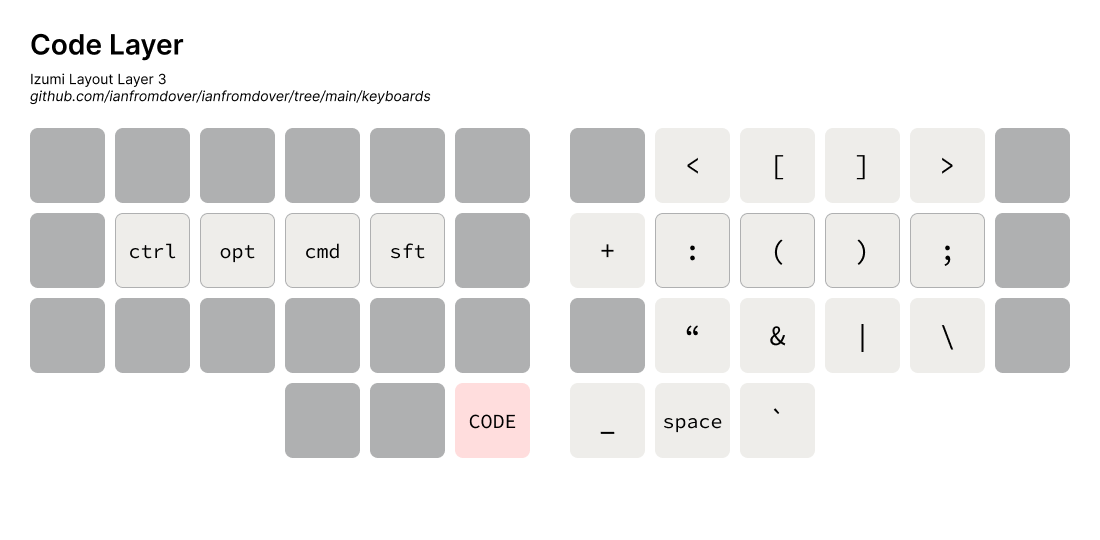 Code Layer
Izumi Layout Layer 3
github.com/ianfromdover/ianfromdover/tree/main/keyboards
< [ ] >
ctrl opt cmd sft + : ( ) ;
“ & | \
CODE _ space `